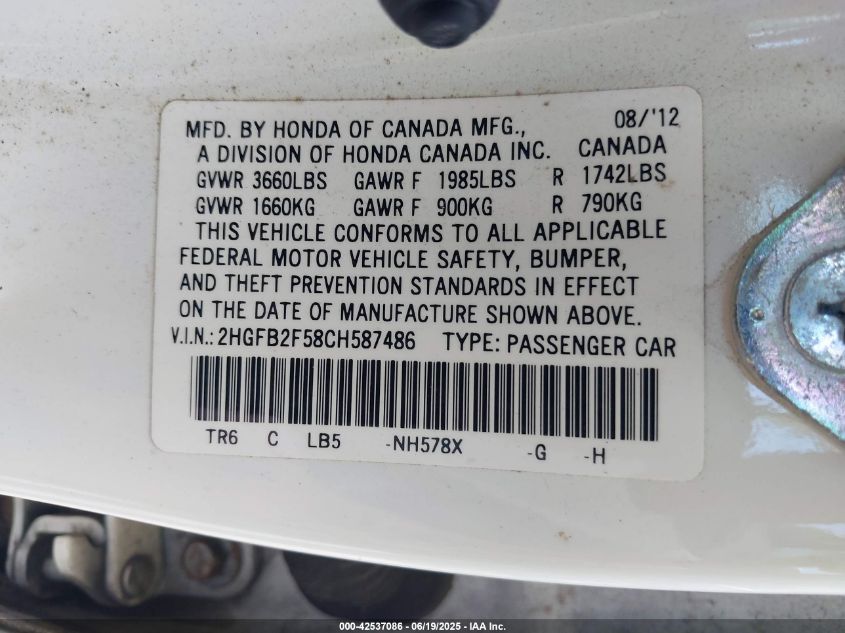 MFD. BY HONDA OF CANADA MFG., 08/'12
A DIVISION OF HONDA CANADA INC. CANADA
GVWR 3660LBS GAWR F 1985LBS R 1742LBS
GVWR 1660KG GAWR F 900KG R 790KG
THIS VEHICLE CONFORMS TO ALL APPLICABLE
FEDERAL MOTOR VEHICLE SAFETY, BUMPER,
AND THEFT PREVENTION STANDARDS IN EFFECT
ON THE DATE OF MANUFACTURE SHOWN ABOVE.
V.I.N.: 2HGFB2F58CH587486 TYPE: PASSENGER CAR
TR6 C LB5 -NH578X -G -H
000-42537086 - 06/19/2025 - IAA Inc.